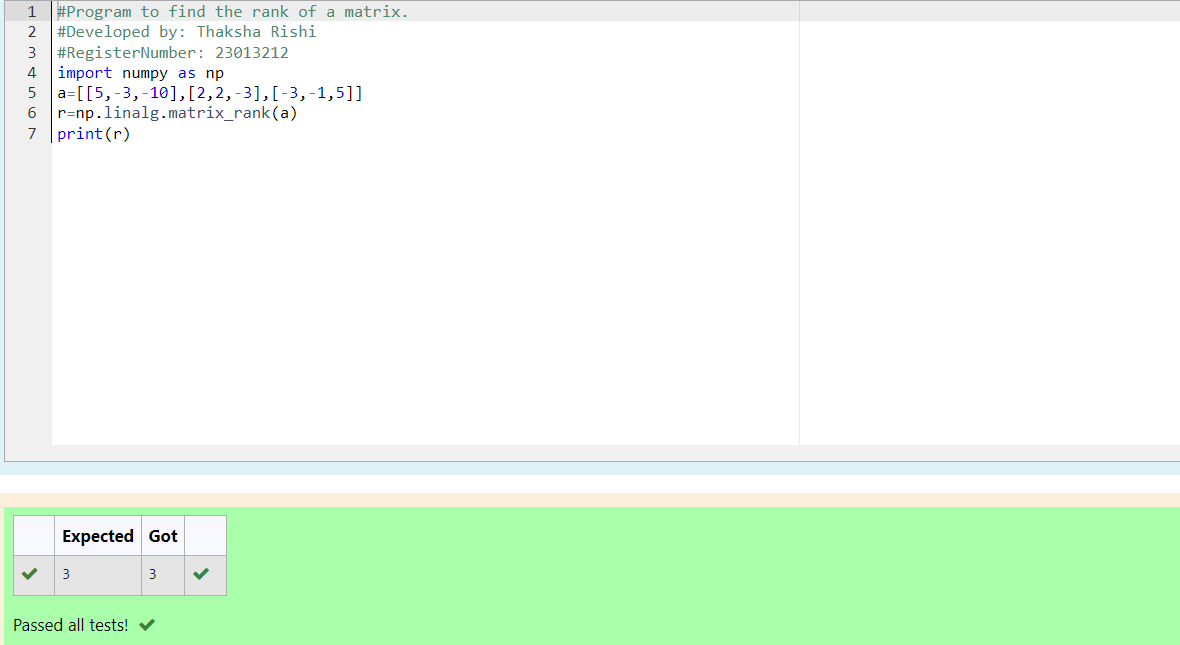 1 #Program to find the rank of a matrix.
2 #Developed by: Thaksha Rishi
3 #RegisterNumber: 23013212
4 import numpy as np
5 a=[[5,-3,-10],[2,2,-3],[-3,-1,5]]
6 r=np.linalg.matrix_rank(a)
7 print(r)
Expected Got
3 3
Passed all tests!